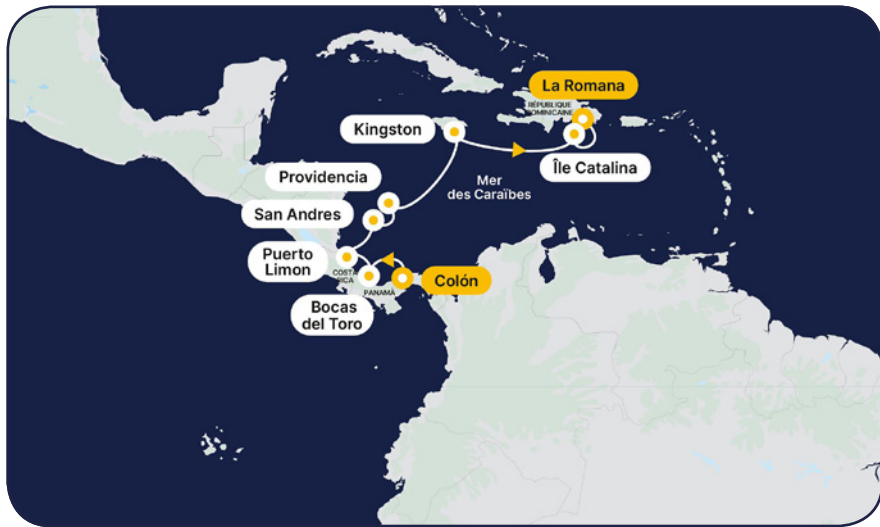 La Romana
RÉPUBLIQUE
DOMINICAINE
Kingston
Île Catalina
Mer
des Caraïbes
Providencia
San Andres
Puerto
Limon
COSTA
RICA
PANAMÁ
Colón
Bocas
del Toro